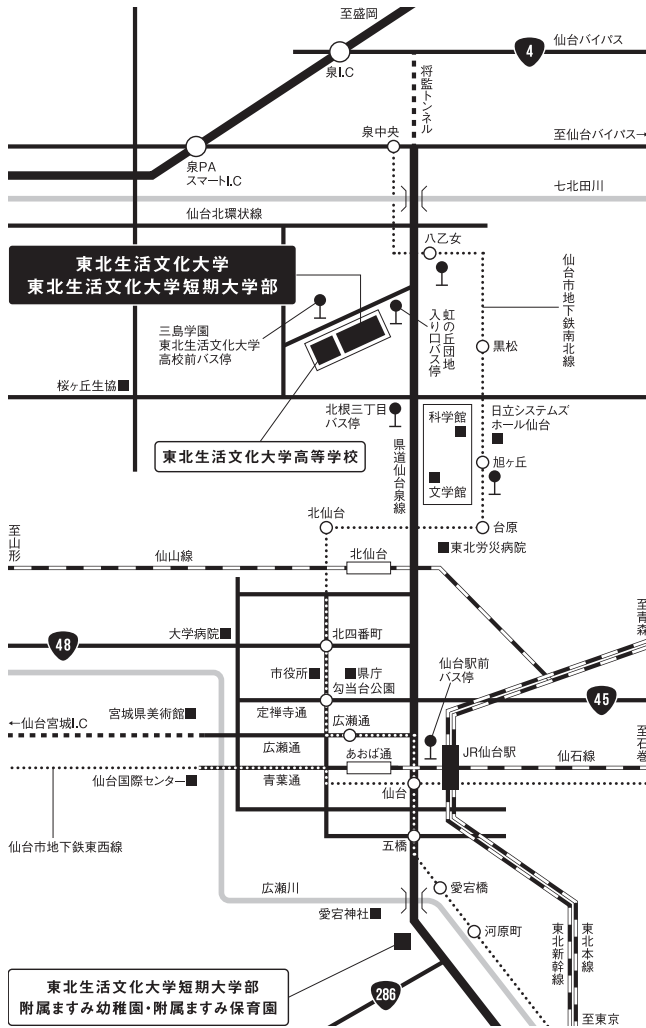 至盛岡
4
仙台バイパス
泉I.C
将監トンネル
泉中央
至仙台バイパス→
泉PA
スマートI.C
七北田川
仙台北環状線
八乙女
東北生活文化大学
東北生活文化大学短期大学部
仙台市地下鉄南北線
三島学園
東北生活文化大学
高校前バス停
虹の丘団地
入り口バス停
黒松
桜ヶ丘生協
北根三丁目
バス停
科学館
日立システムズ
ホール仙台
東北生活文化大学高等学校
県道仙台泉線
旭ヶ丘
文学館
北仙台
台原
至山形
仙山線
北仙台
東北労災病院
至青森
48
大学病院
北四番町
市役所
県庁
仙台駅前
バス停
勾当台公園
45
宮城県美術館
定禅寺通
←仙台宮城I.C
広瀬通
広瀬通
あおば通
JR仙台駅
仙石線
至石巻
仙台国際センター
青葉通
仙台
仙台市地下鉄東西線
五橋
広瀬川
愛宕橋
愛宕神社
河原町
東北新幹線
東北本線
東北生活文化大学短期大学部
附属ますみ幼稚園・附属ますみ保育園
286
至東京